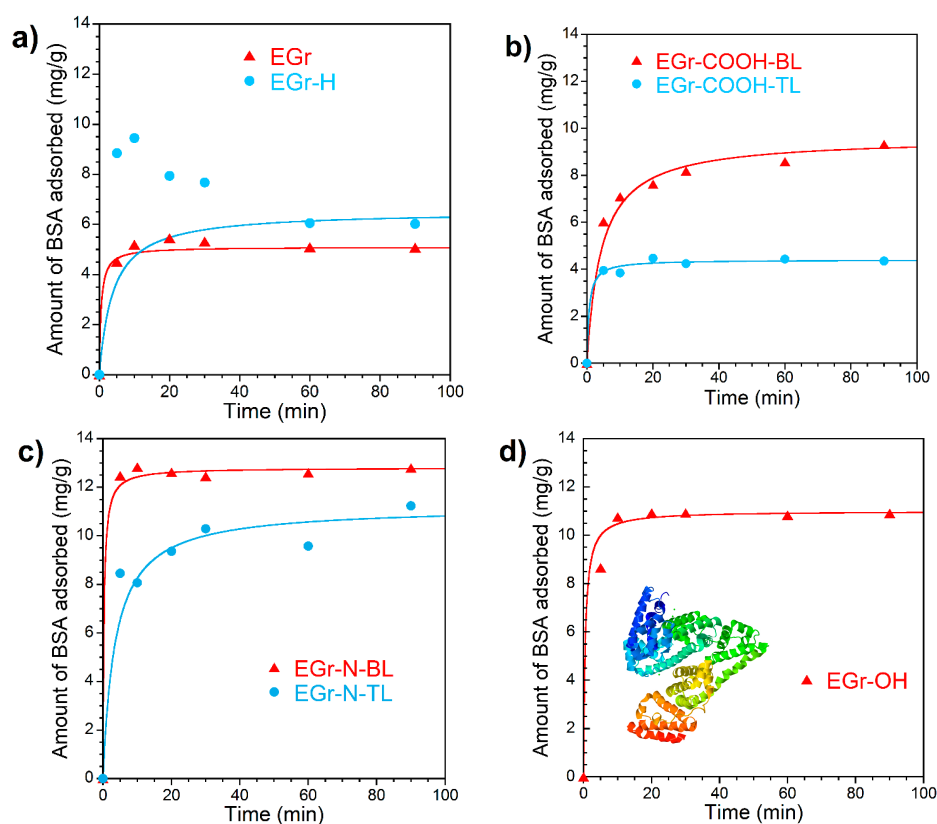 a)
EGr
EGr-H
Amount of BSA adsorbed (mg/g)
14
12
10
8
6
4
2
0
0 20 40 60 80 100
Time (min)
b)
EGr-COOH-BL
EGr-COOH-TL
Amount of BSA adsorbed (mg/g)
14
12
10
8
6
4
2
0
0 20 40 60 80 100
Time (min)
c)
Amount of BSA adsorbed (mg/g)
14
12
10
8
6
4
2
0
EGr-N-BL
EGr-N-TL
0 20 40 60 80 100
Time (min)
d)
Amount of BSA adsorbed (mg/g)
14
12
10
8
6
4
2
0
EGr-OH
0 20 40 60 80 100
Time (min)